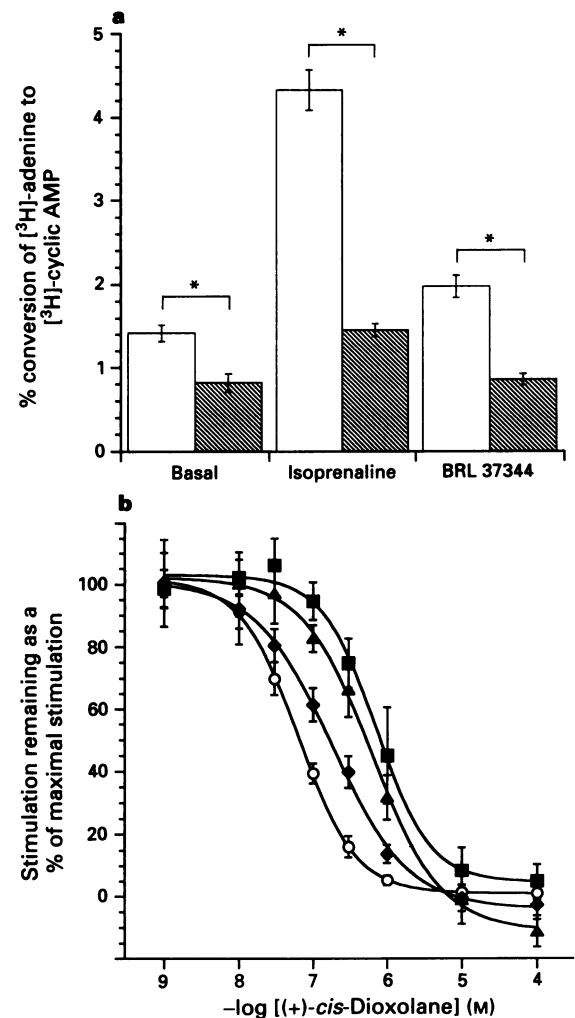 a
% conversion of [³H]-adenine to
[³H]-cyclic AMP
5
4
3
2
1
0
*
*
*
Basal
Isoprenaline
BRL 37344
b
Stimulation remaining as a
% of maximal stimulation
100
80
60
40
20
0
9 8 7 6 5 4
–log [(+)-cis-Dioxolane] (M)